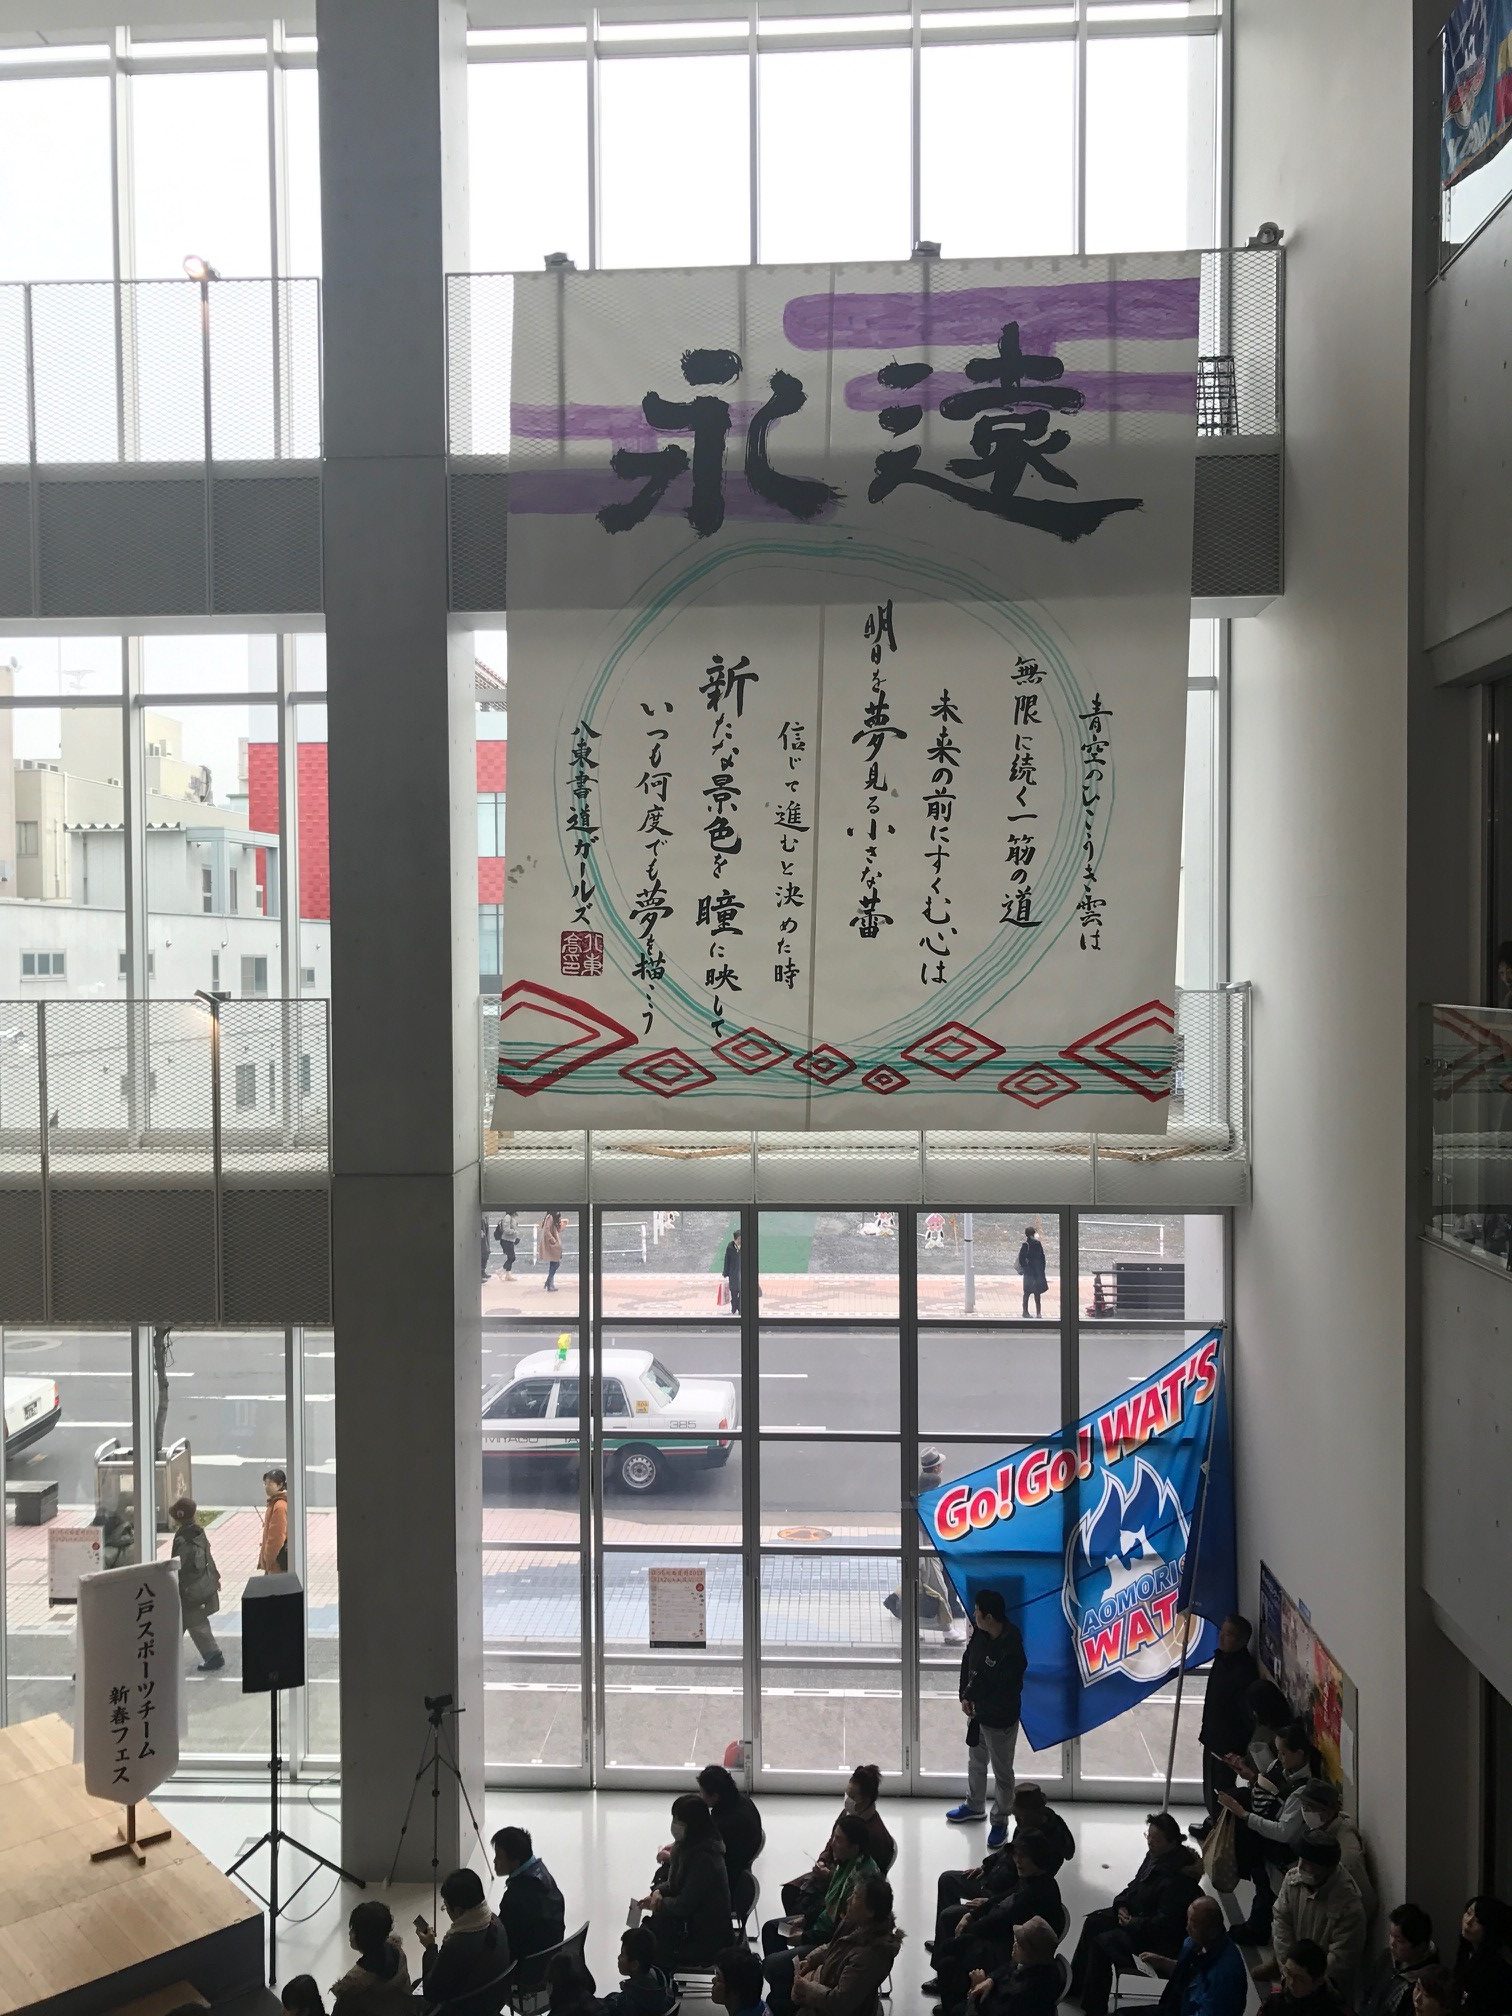 永遠
青空のひこうき雲は
無限に続く一筋の道
未来の前にすくむ心は
明日を夢見る小さな蕾
信じて進むと決めた時
新たな景色を瞳に映して
いつも何度でも夢を描こう
八東書道ガールズ
385
Go! Go! WAT'S
AOMORI
WAT
八戸スポーツチーム
新春フェス